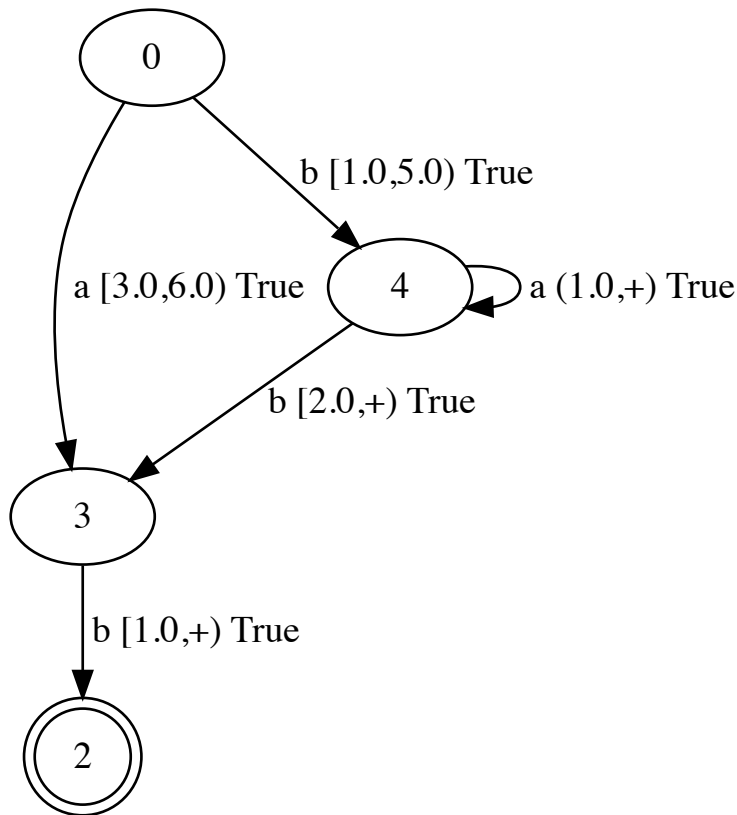 0
b [1.0,5.0) True
a [3.0,6.0) True
4
a (1.0,+) True
b [2.0,+) True
3
b [1.0,+) True
2